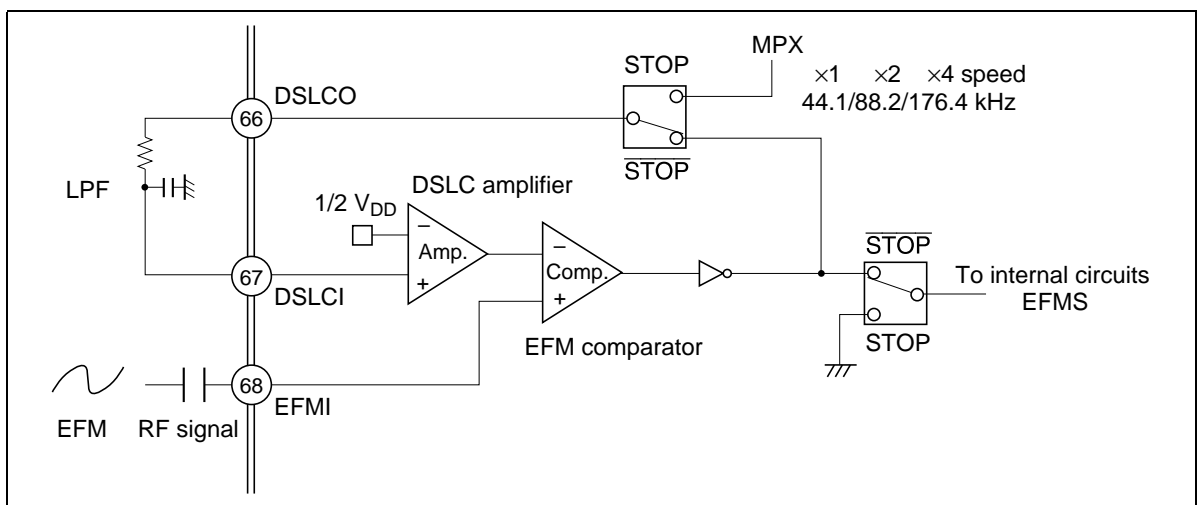 MPX
STOP
×1 ×2 ×4 speed
DSLCO
44.1/88.2/176.4 kHz
66
LPF
STOP
DSLC amplifier
1/2 VDD
−
Amp.
+
−
Comp.
+
STOP
67
DSLCI
To internal circuits
EFMS
STOP
EFM comparator
68
EFMI
EFM RF signal